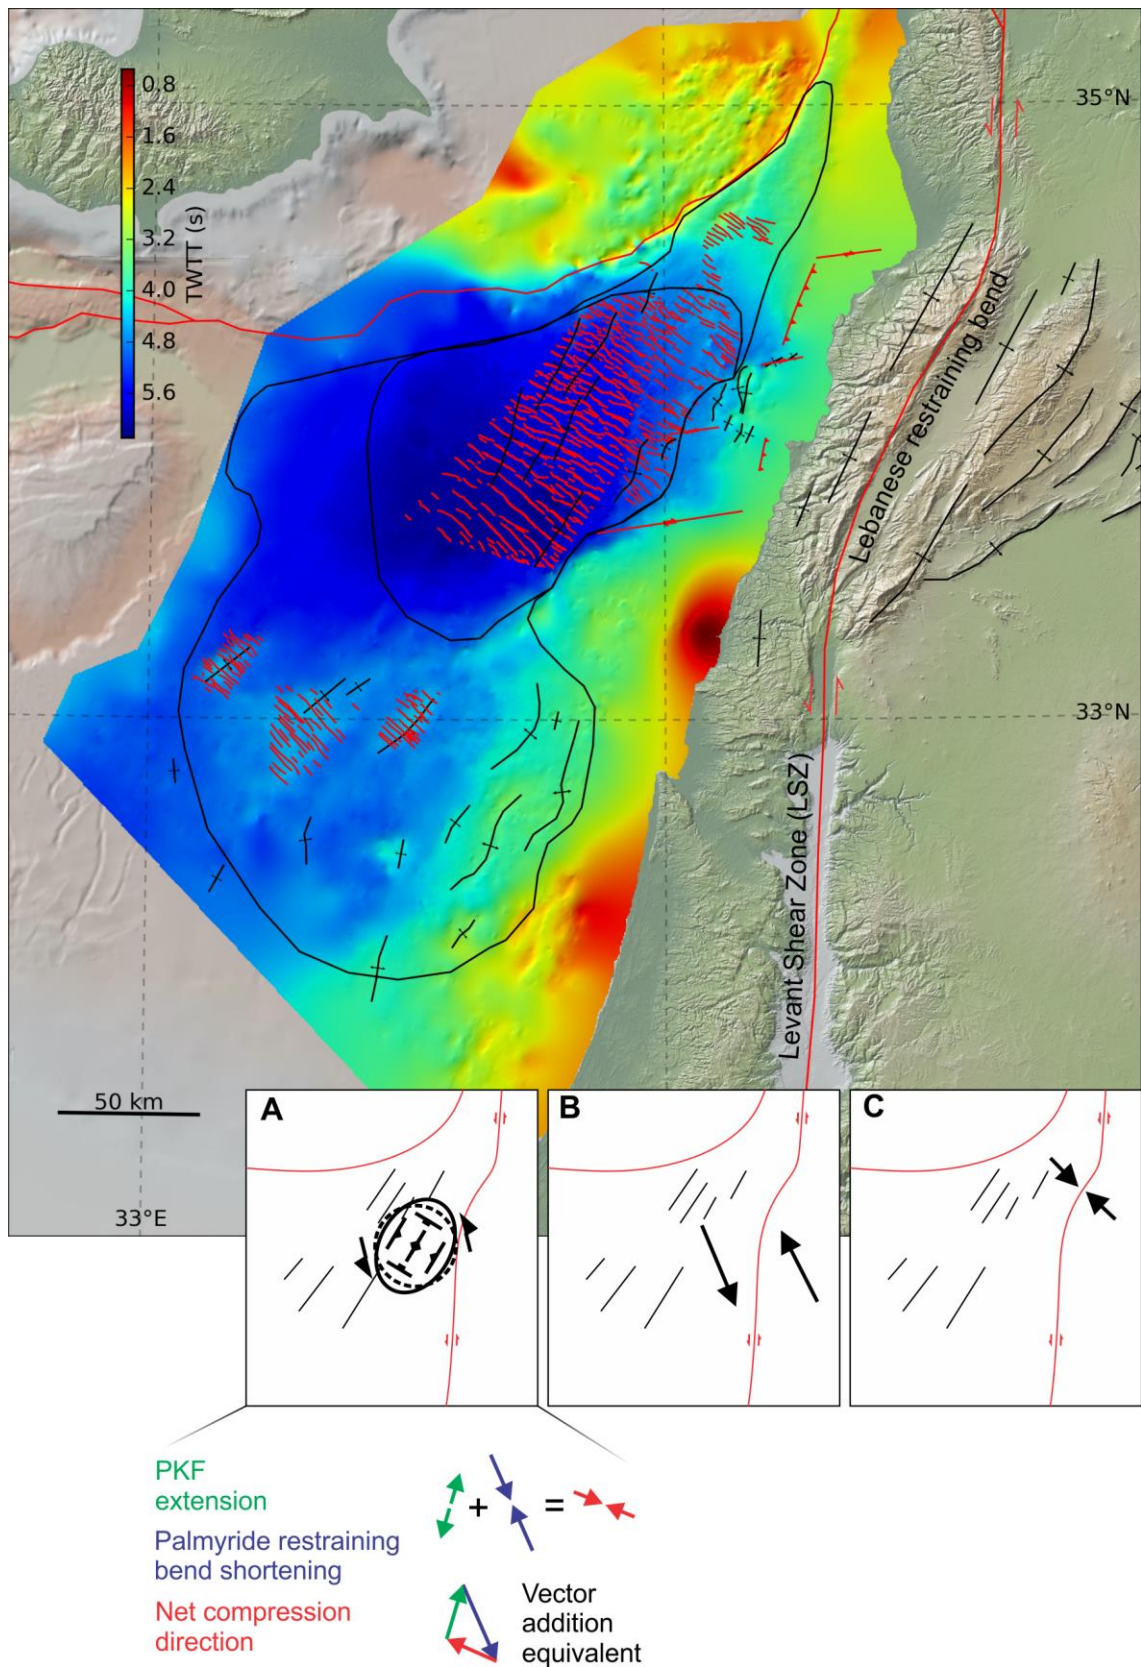 0.8
1.6
2.4
3.2
4.0
4.8
5.6
TWTT (s)
35°N
Lebanese restraining bend
33°N
Levant Shear Zone (LSZ)
50 km
33°E
A
B
C
PKF
extension
+
=
Palmyride restraining
bend shortening
Net compression
direction
Vector
addition
equivalent